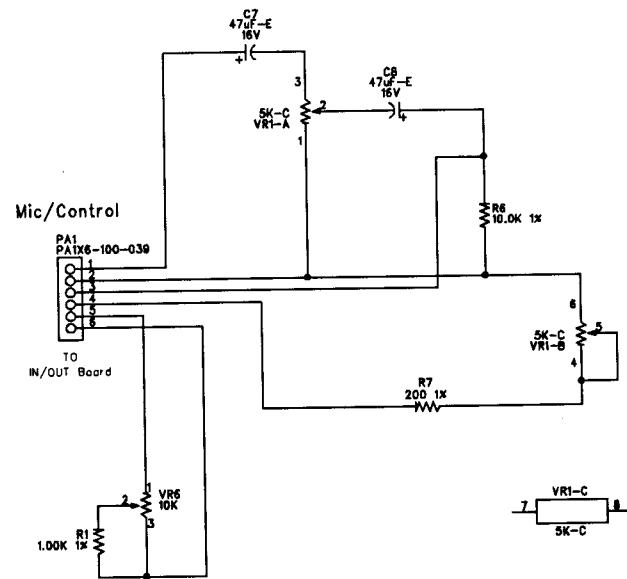 C7
47uF-E
16V
+
3
C8
47uF-E
16V
2
+
5K-C
VR1-A
1
R6
10.0K 1%
Mic/Control
PA1
PA1X6-100-039
1
2
3
4
5
6
6
5
5K-C
VR1-B
4
TO
IN/OUT Board
R7
200 1%
1
VR6
10K
2
3
R1
1.00K 1%
VR1-C
7
8
5K-C